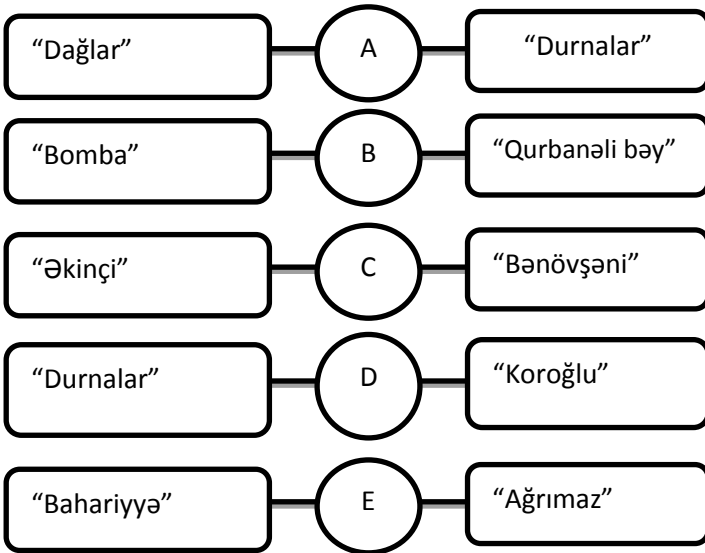 “Dağlar” A “Durnalar”
“Bomba” B “Qurbanəli bəy”
“Əkinçi” C “Bənövşəni”
“Durnalar” D “Koroğlu”
“Bahariyyə” E “Ağrımaz”